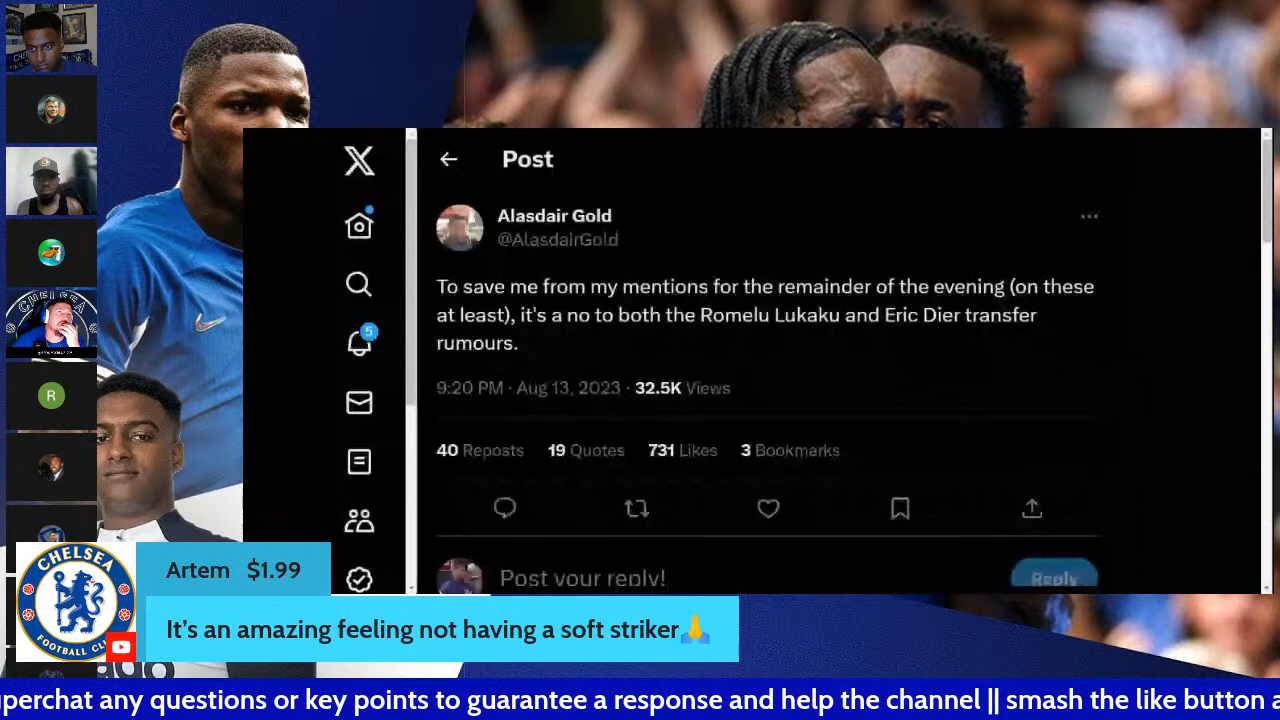 Post
Alasdair Gold
@AlasdairGold
To save me from my mentions for the remainder of the evening (on these
at least), it's a no to both the Romelu Lukaku and Eric Dier transfer
rumours.
9:20 PM · Aug 13, 2023 · 32.5K Views
40 Reposts 19 Quotes 731 Likes 3 Bookmarks
Post your reply!
Reply
5
CHELSEA
R
CHELSEA
FOOTBALL CLU
Artem $1.99
It's an amazing feeling not having a soft striker🙏
uperchat any questions or key points to guarantee a response and help the channel || smash the like button a